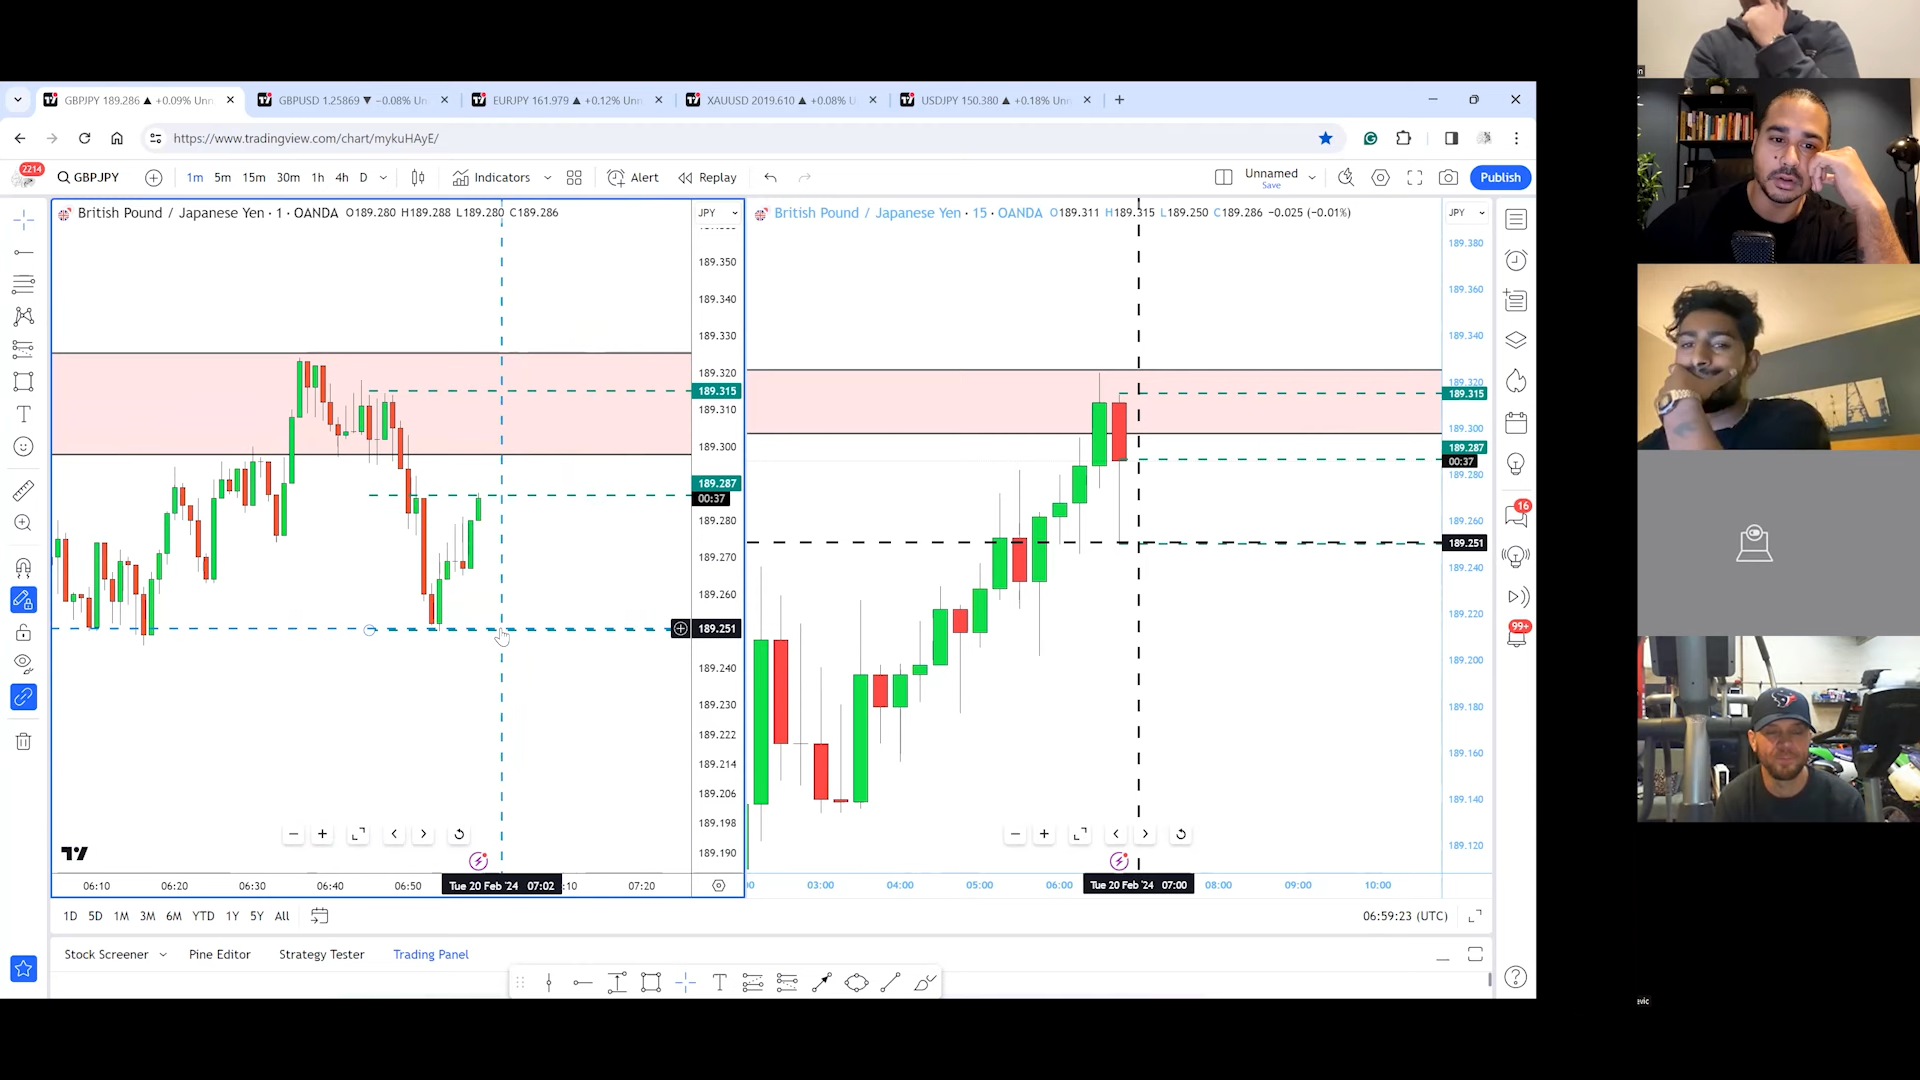 GBPJPY 189.286 ▲ +0.09% Unn
GBPUSD 1.25869 ▼ −0.08% Un
EURJPY 161.979 ▲ +0.12% Unn
XAUUSD 2019.610 ▲ +0.08% U
USDJPY 150.380 ▲ +0.18% Un
https://www.tradingview.com/chart/mykuHAyE/
2214
GBPJPY
1m 5m 15m 30m 1h 4h D
Indicators
Alert
Replay
Unnamed
Save
Publish
British Pound / Japanese Yen · 1 · OANDA O189.280 H189.288 L189.280 C189.286
JPY
189.350
189.340
189.330
189.320
189.315
189.310
189.300
189.287
00:37
189.280
189.270
189.260
189.251
189.240
189.230
189.222
189.214
189.206
189.198
189.190
06:10 06:20 06:30 06:40 06:50 Tue 20 Feb '24 07:02 :10 07:20
British Pound / Japanese Yen · 15 · OANDA O189.311 H189.315 L189.250 C189.286 −0.025 (−0.01%)
JPY
189.380
189.360
189.340
189.320
189.315
189.300
189.287
00:37
189.280
189.260
189.251
189.240
189.220
189.200
189.180
189.160
189.140
189.120
03:00 04:00 05:00 06:00 Tue 20 Feb '24 07:00 08:00 09:00 10:00
16
99+
1D 5D 1M 3M 6M YTD 1Y 5Y All
06:59:23 (UTC)
Stock Screener
Pine Editor
Strategy Tester
Trading Panel